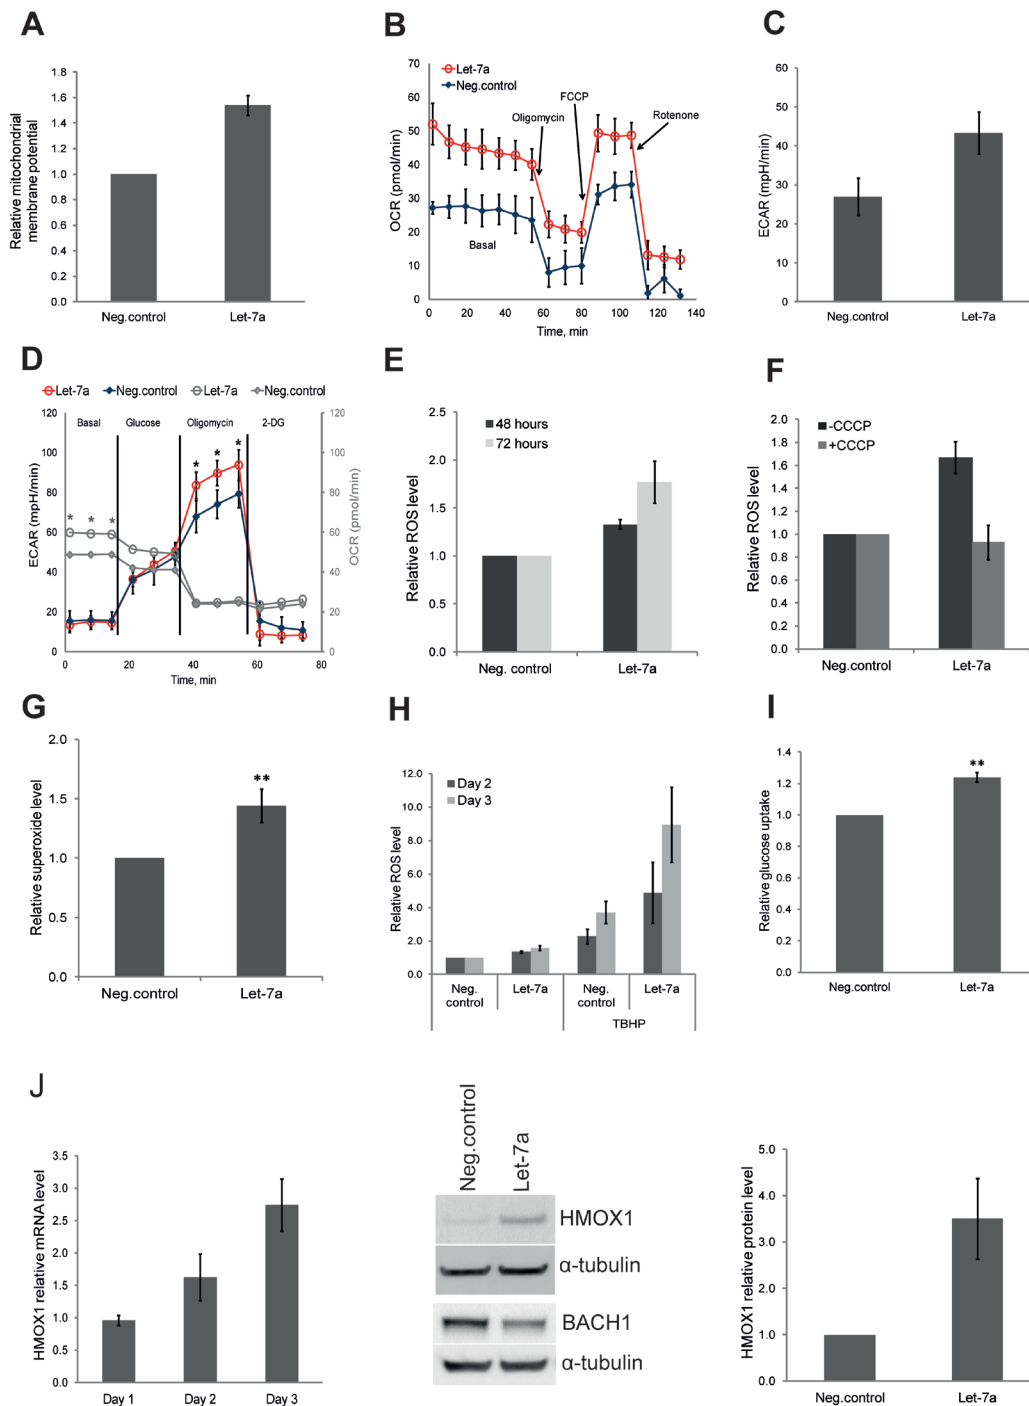 A
Relative mitochondrial
membrane potential
1.8
1.6
1.4
1.2
1.0
0.8
0.6
0.4
0.2
0.0
Neg.control Let-7a
B
OCR (pmol/min)
70
60
50
40
30
20
10
0
Let-7a
Neg.control
FCCP
Oligomycin
Rotenone
Basal
0 20 40 60 80 100 120 140
Time, min
C
ECAR (mpH/min)
60
50
40
30
20
10
0
Neg.control Let-7a
D
Let-7a Neg.control Let-7a Neg.control
ECAR (mpH/min)
120
100
80
60
40
20
0
Basal Glucose Oligomycin 2-DG
* * *
* * *
120
100
80
60
40
20
0
OCR (pmol/min)
0 20 40 60 80
Time, min
E
Relative ROS level
2.5
2.0
1.5
1.0
0.5
0.0
48 hours
72 hours
Neg. control Let-7a
F
Relative ROS level
2.0
1.8
1.6
1.4
1.2
1.0
0.8
0.6
0.4
0.2
0.0
-CCCP
+CCCP
Neg.control Let-7a
G
Relative superoxide level
2.0
1.5
1.0
0.5
0.0
**
Neg.control Let-7a
H
Relative ROS level
12.0
10.0
8.0
6.0
4.0
2.0
0.0
Day 2
Day 3
Neg. Let-7a Neg. Let-7a
control control
TBHP
I
Relative glucose uptake
1.4
1.2
1.0
0.8
0.6
0.4
0.2
0.0
**
Neg.control Let-7a
J
HMOX1 relative mRNA level
3.5
3.0
2.5
2.0
1.5
1.0
0.5
0.0
Day 1 Day 2 Day 3
Neg.control
Let-7a
HMOX1
α-tubulin
BACH1
α-tubulin
HMOX1 relative protein level
5.0
4.0
3.0
2.0
1.0
0.0
Neg.control Let-7a